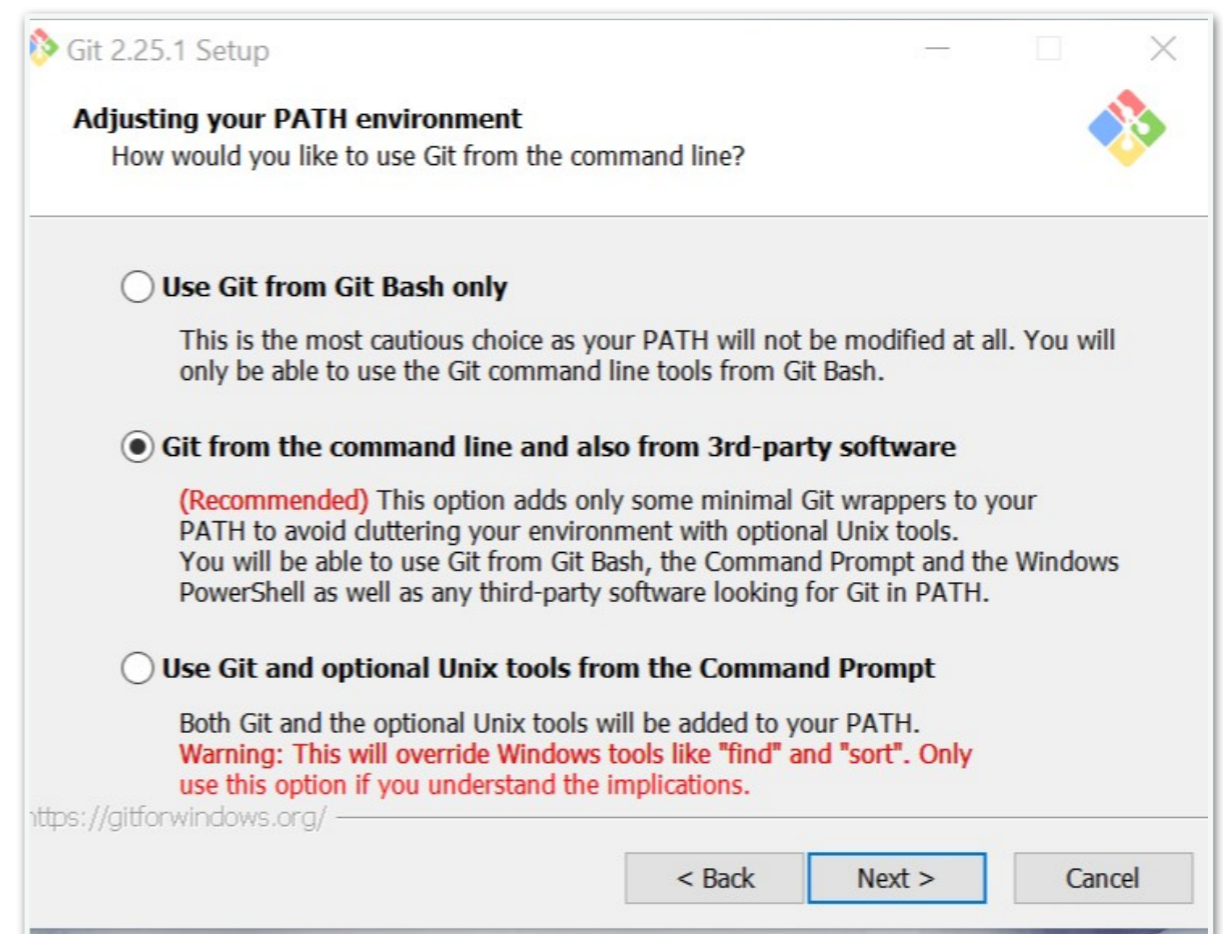 Git 2.25.1 Setup
Adjusting your PATH environment
How would you like to use Git from the command line?
Use Git from Git Bash only
This is the most cautious choice as your PATH will not be modified at all. You will
only be able to use the Git command line tools from Git Bash.
Git from the command line and also from 3rd-party software
(Recommended) This option adds only some minimal Git wrappers to your
PATH to avoid cluttering your environment with optional Unix tools.
You will be able to use Git from Git Bash, the Command Prompt and the Windows
PowerShell as well as any third-party software looking for Git in PATH.
Use Git and optional Unix tools from the Command Prompt
Both Git and the optional Unix tools will be added to your PATH.
Warning: This will override Windows tools like "find" and "sort". Only
use this option if you understand the implications.
https://gitforwindows.org/
< Back Next > Cancel